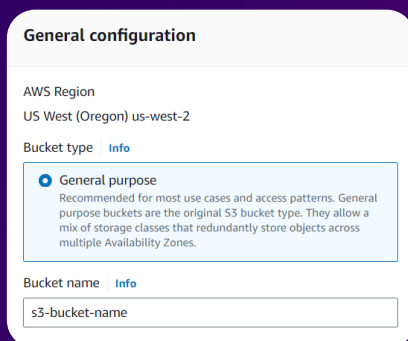 General configuration
AWS Region
US West (Oregon) us-west-2
Bucket type Info
General purpose
Recommended for most use cases and access patterns. General
purpose buckets are the original S3 bucket type. They allow a
mix of storage classes that redundantly store objects across
multiple Availability Zones.
Bucket name Info
s3-bucket-name